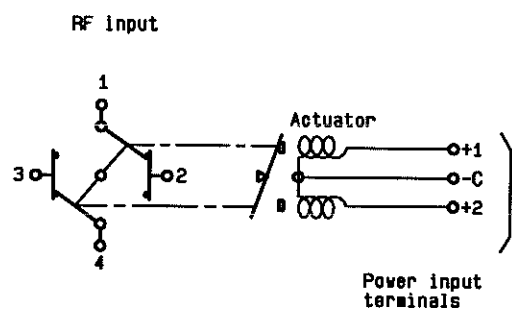 RF input
1
Actuator
+1
3
2
-C
+2
4
Power input
terminals